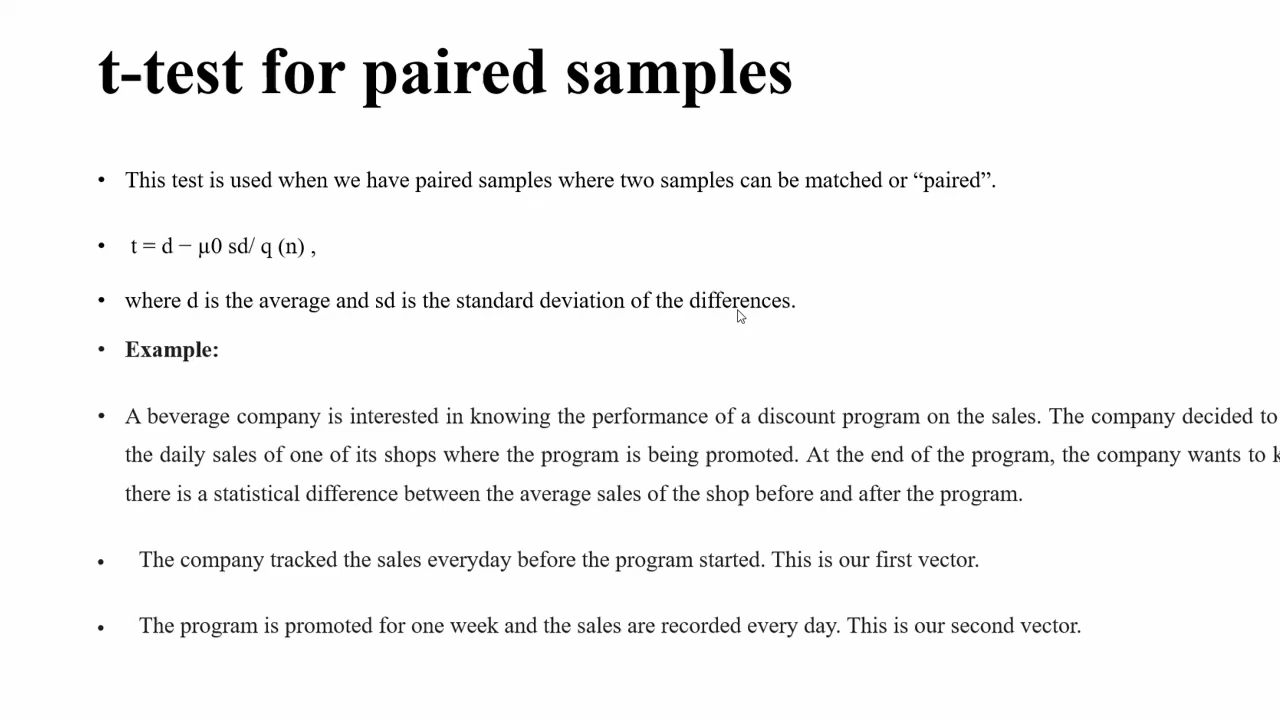 t-test for paired samples
• This test is used when we have paired samples where two samples can be matched or “paired”.
• t = d − µ0 sd/ q (n) ,
• where d is the average and sd is the standard deviation of the differences.
• Example:
• A beverage company is interested in knowing the performance of a discount program on the sales. The company decided to
the daily sales of one of its shops where the program is being promoted. At the end of the program, the company wants to
there is a statistical difference between the average sales of the shop before and after the program.
• The company tracked the sales everyday before the program started. This is our first vector.
• The program is promoted for one week and the sales are recorded every day. This is our second vector.